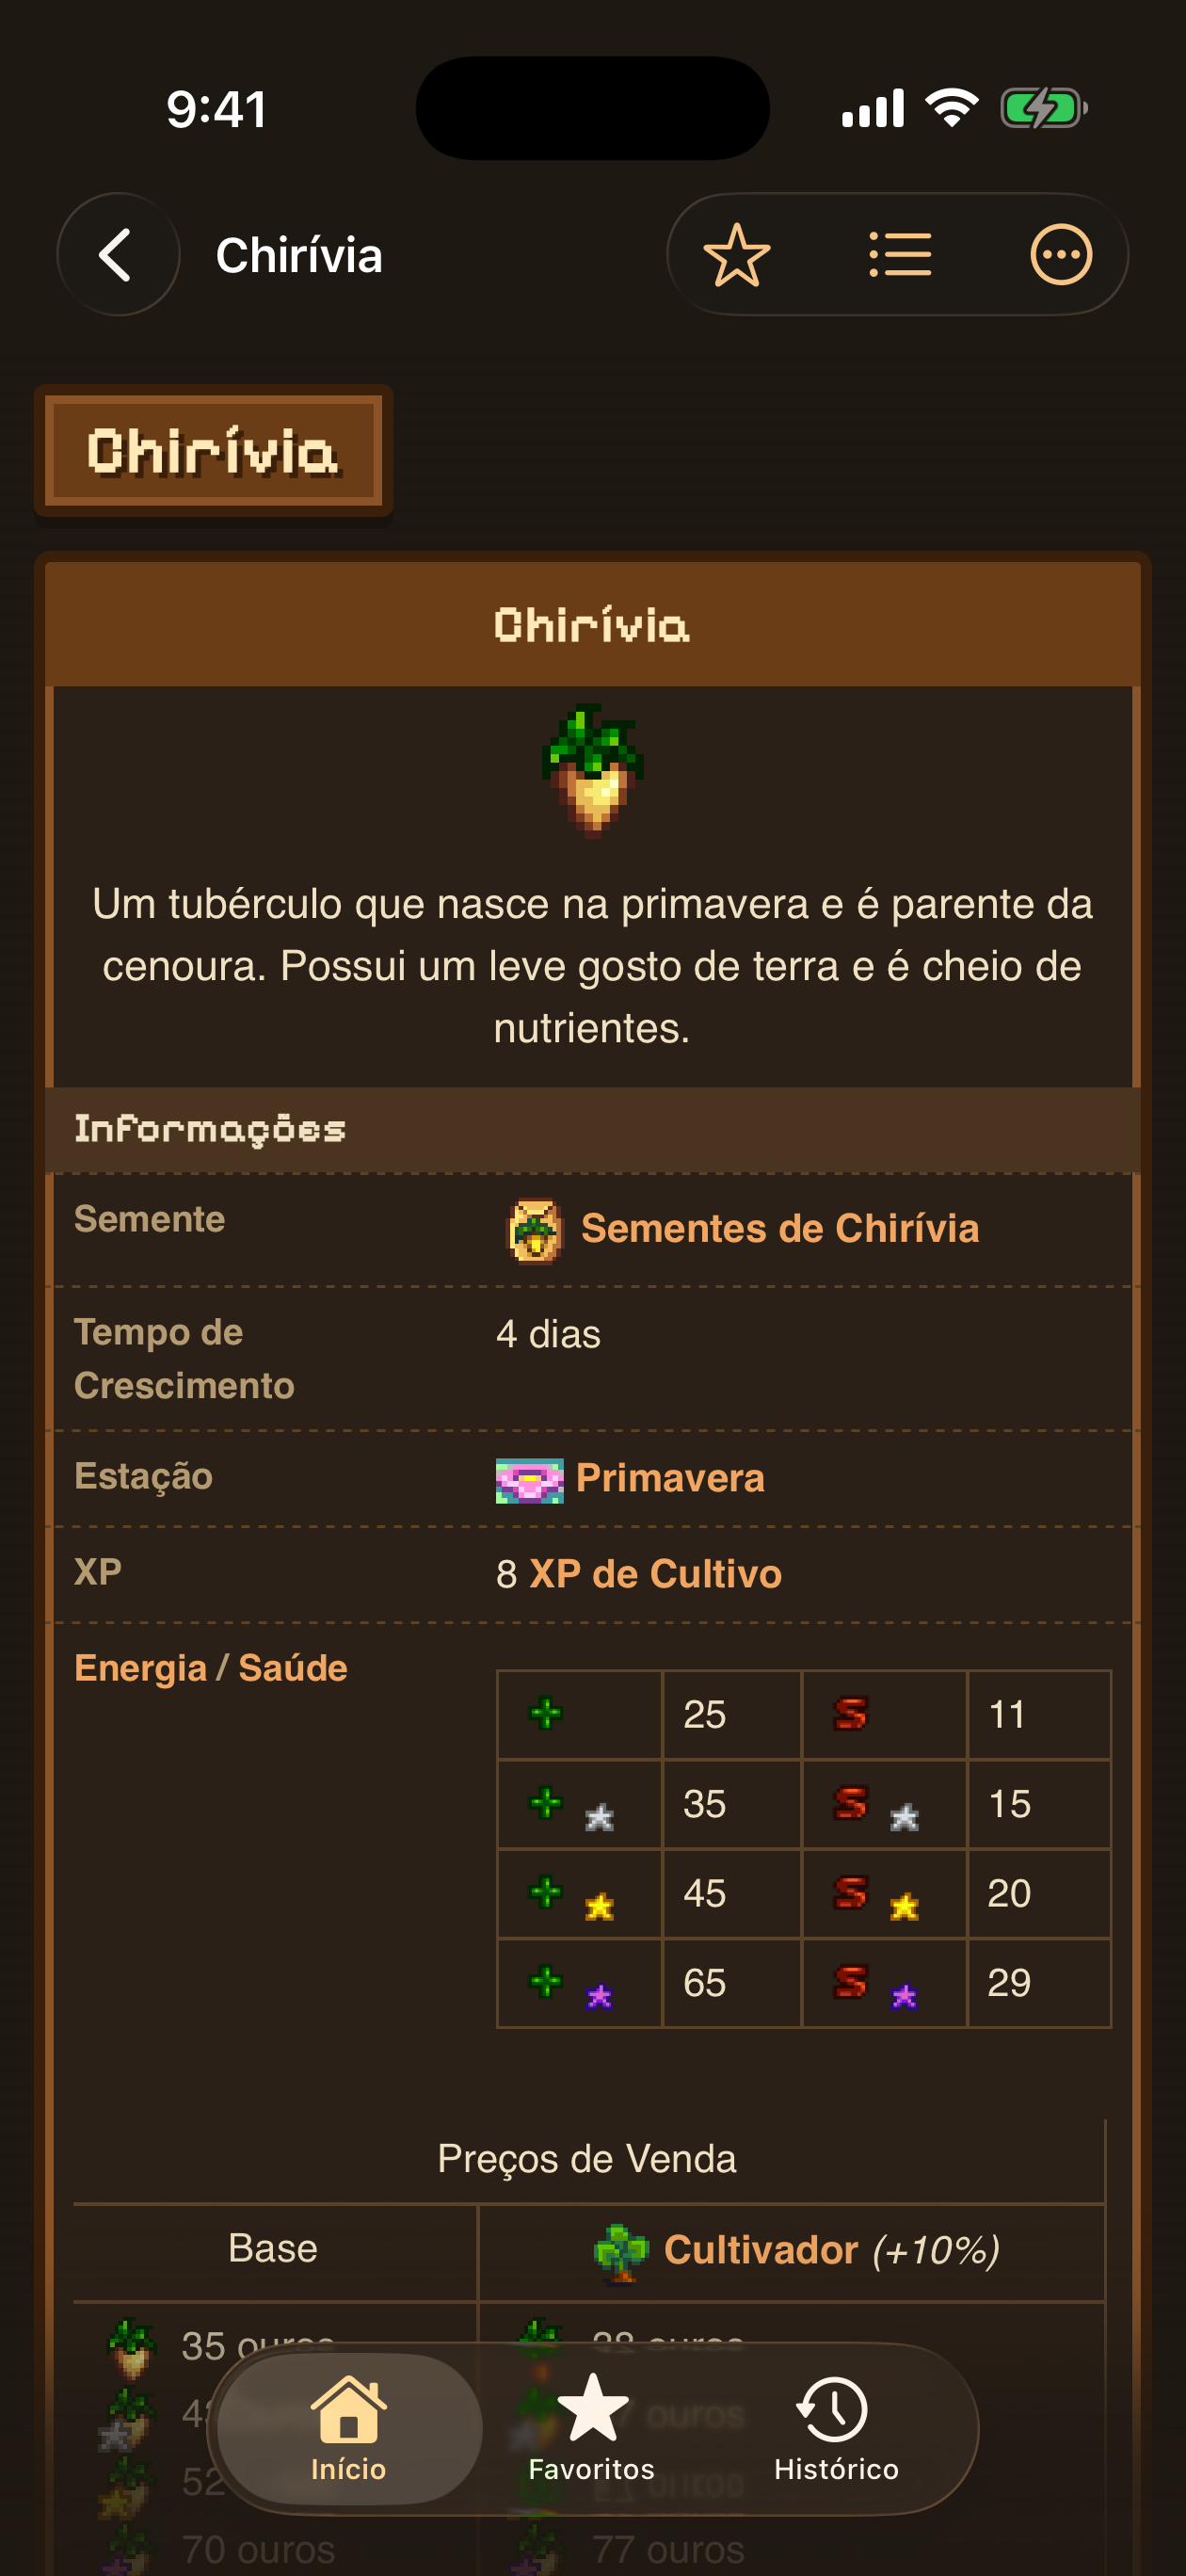 9:41
Chirívia
Chirívia
Chirívia
Um tubérculo que nasce na primavera e é parente da
cenoura. Possui um leve gosto de terra e é cheio de
nutrientes.
Informações
Semente
Sementes de Chirívia
Tempo de
Crescimento
4 dias
Estação
Primavera
XP
8 XP de Cultivo
Energia / Saúde
25 11
35 15
45 20
65 29
Preços de Venda
Base
Cultivador (+10%)
35 ouros
ouros
52
70 ouros 77 ouros
Início
Favoritos
Histórico